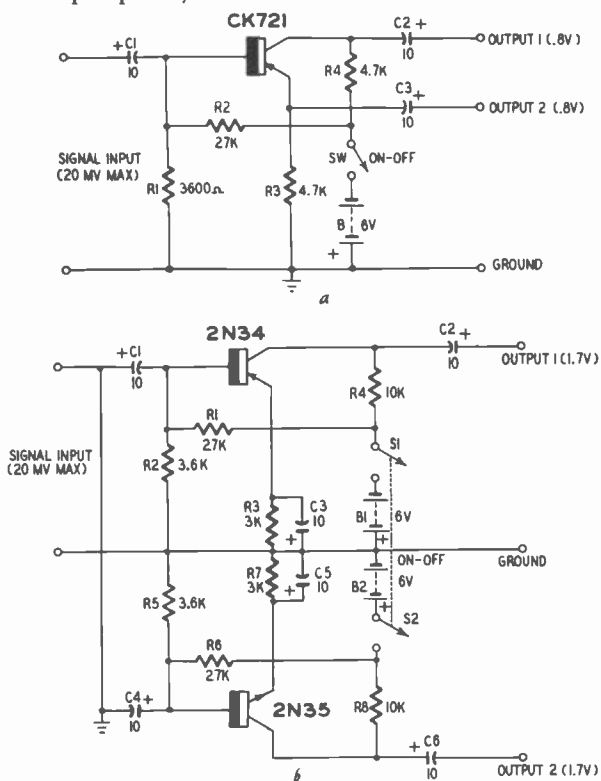 CK721
+ C1
10
C2 +
10
OUTPUT 1 (.8V)
R4
4.7K
C3 +
10
OUTPUT 2 (.8V)
R2
27K
SIGNAL INPUT
(20 MV MAX)
SW
ON-OFF
R1
3600Ω
R3
4.7K
B
6V
+
GROUND
a
2N34
+ C1
10
C2 +
10
OUTPUT 1 (1.7V)
R4
10K
R1
27K
SIGNAL INPUT
(20 MV MAX)
R2
3.6K
S1
R3
3K
C3
10
+
B1
6V
+
GROUND
ON-OFF
R7
3K
C5
10
+
B2
6V
+
R5
3.6K
S2
R6
27K
C4 +
10
2N35
R8
10K
+ C6
10
OUTPUT 2 (1.7V)
b